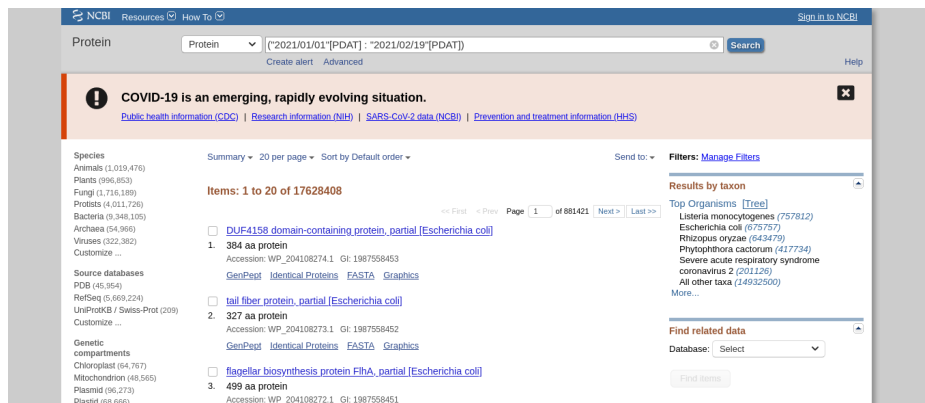 NCBI Resources How To Sign in to NCBI
Protein Protein ("2021/01/01"[PDAT] : "2021/02/19"[PDAT]) Search
Create alert Advanced Help
COVID-19 is an emerging, rapidly evolving situation.
Public health information (CDC) | Research information (NIH) | SARS-CoV-2 data (NCBI) | Prevention and treatment information (HHS)
Species
Animals (1,019,476)
Plants (996,853)
Fungi (1,716,189)
Protists (4,011,726)
Bacteria (9,348,105)
Archaea (54,966)
Viruses (322,382)
Customize ...
Source databases
PDB (45,954)
RefSeq (5,669,224)
UniProtKB / Swiss-Prot (209)
Customize ...
Genetic
compartments
Chloroplast (64,767)
Mitochondrion (48,565)
Plasmid (96,273)
Plastid (68,666)
Summary 20 per page Sort by Default order Send to:
Items: 1 to 20 of 17628408
<< First < Prev Page 1 of 881421 Next > Last >>
DUF4158 domain-containing protein, partial [Escherichia coli]
1. 384 aa protein
Accession: WP_204108274.1 GI: 1987558453
GenPept Identical Proteins FASTA Graphics
tail fiber protein, partial [Escherichia coli]
2. 327 aa protein
Accession: WP_204108273.1 GI: 1987558452
GenPept Identical Proteins FASTA Graphics
flagellar biosynthesis protein FlhA, partial [Escherichia coli]
3. 499 aa protein
Accession: WP_204108272.1 GI: 1987558451
Filters: Manage Filters
Results by taxon
Top Organisms [Tree]
Listeria monocytogenes (757812)
Escherichia coli (675757)
Rhizopus oryzae (643479)
Phytophthora cactorum (417734)
Severe acute respiratory syndrome
coronavirus 2 (201126)
All other taxa (14932500)
More...
Find related data
Database: Select
Find items